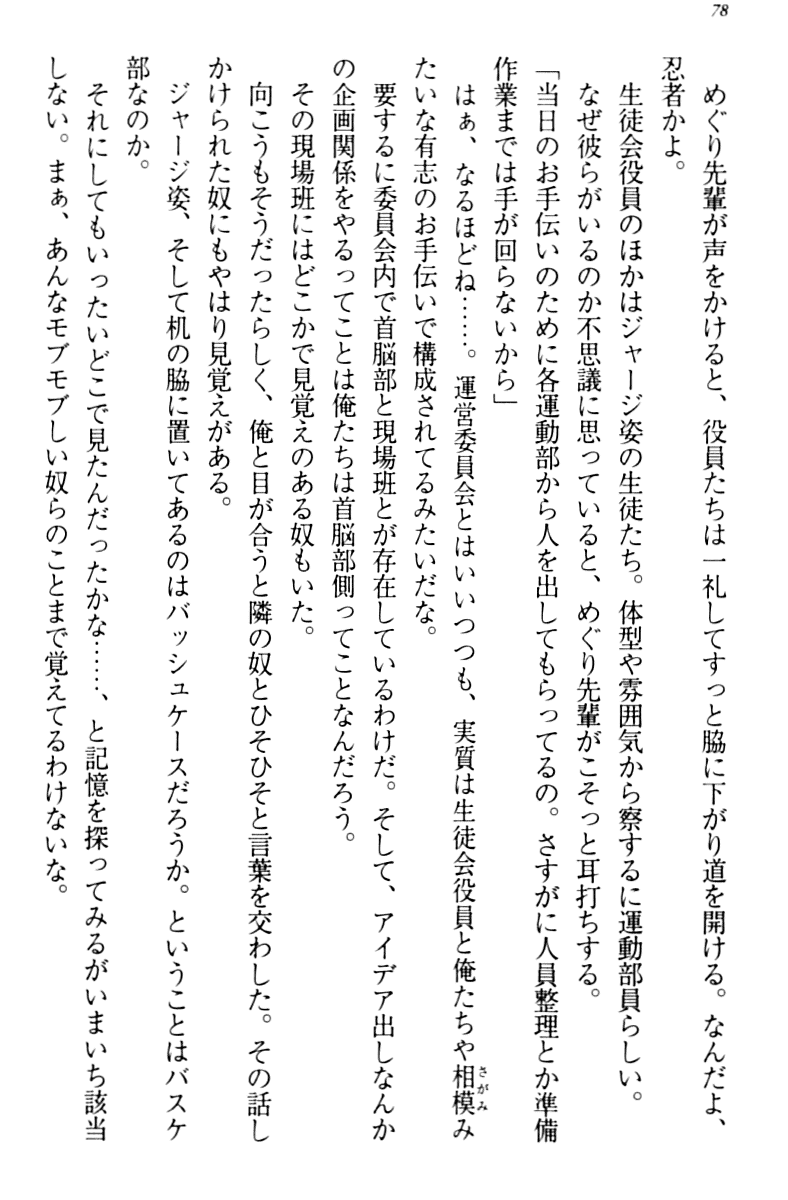 78
めぐり先輩が声をかけると、役員たちは一礼してすっと脇に下がり道を開ける。なんだよ、
忍者かよ。
生徒会役員のほかはジャージ姿の生徒たち。体型や雰囲気から察するに運動部員らしい。
なぜ彼らがいるのか不思議に思っていると、めぐり先輩がこそっと耳打ちする。
「当日のお手伝いのために各運動部から人を出してもらってるの。さすがに人員整理とか準備
作業までは手が回らないから」
はぁ、なるほどね……。運営委員会とはいいつつも、実質は生徒会役員と俺たちや相模み
さがみ
たいな有志のお手伝いで構成されてるみたいだな。
要するに委員会内で首脳部と現場班とが存在しているわけだ。そして、アイデア出しなんか
の企画関係をやるってことは俺たちは首脳部側ってことなんだろう。
その現場班にはどこかで見覚えのある奴もいた。
向こうもそうだったらしく、俺と目が合うと隣の奴とひそひそと言葉を交わした。その話し
かけられた奴にもやはり見覚えがある。
ジャージ姿、そして机の脇に置いてあるのはバッシュケースだろうか。ということはバスケ
部なのか。
それにしてもいったいどこで見たんだったかな……、と記憶を探ってみるがいまいち該当
しない。まぁ、あんなモブモブしい奴らのことまで覚えてるわけないな。